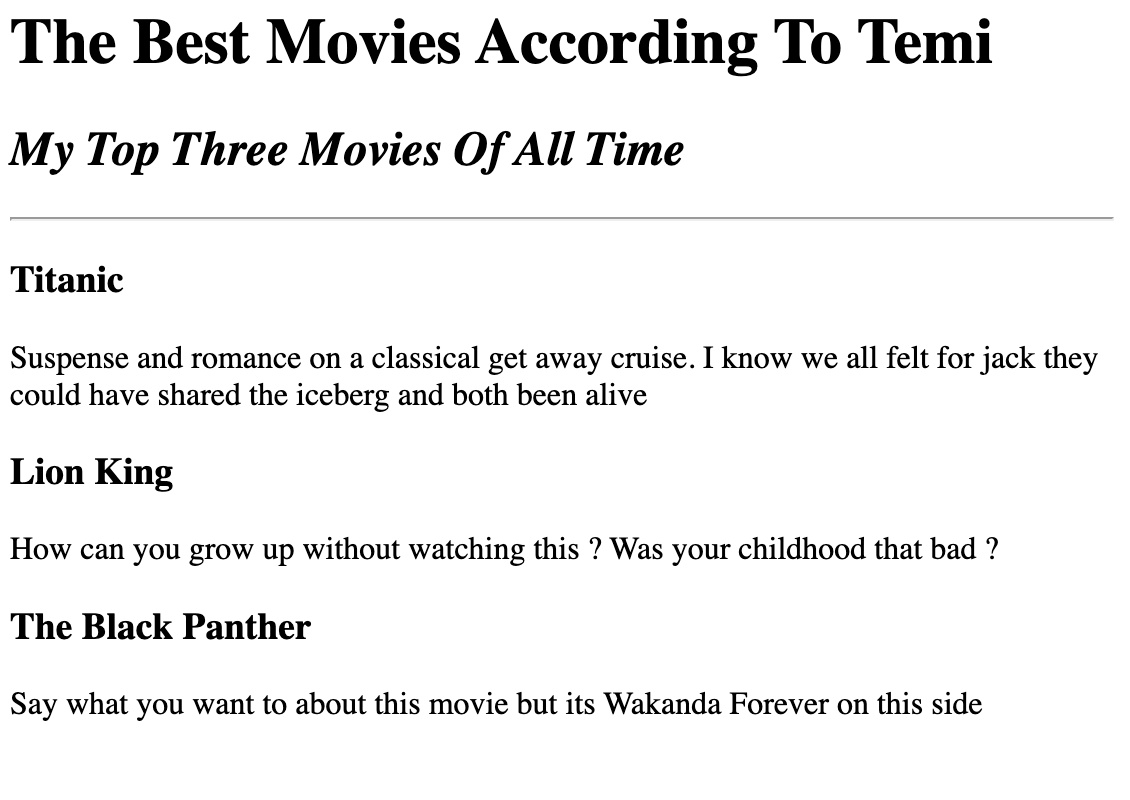 The Best Movies According To Temi
My Top Three Movies Of All Time
Titanic
Suspense and romance on a classical get away cruise. I know we all felt for jack they
could have shared the iceberg and both been alive
Lion King
How can you grow up without watching this ? Was your childhood that bad ?
The Black Panther
Say what you want to about this movie but its Wakanda Forever on this side